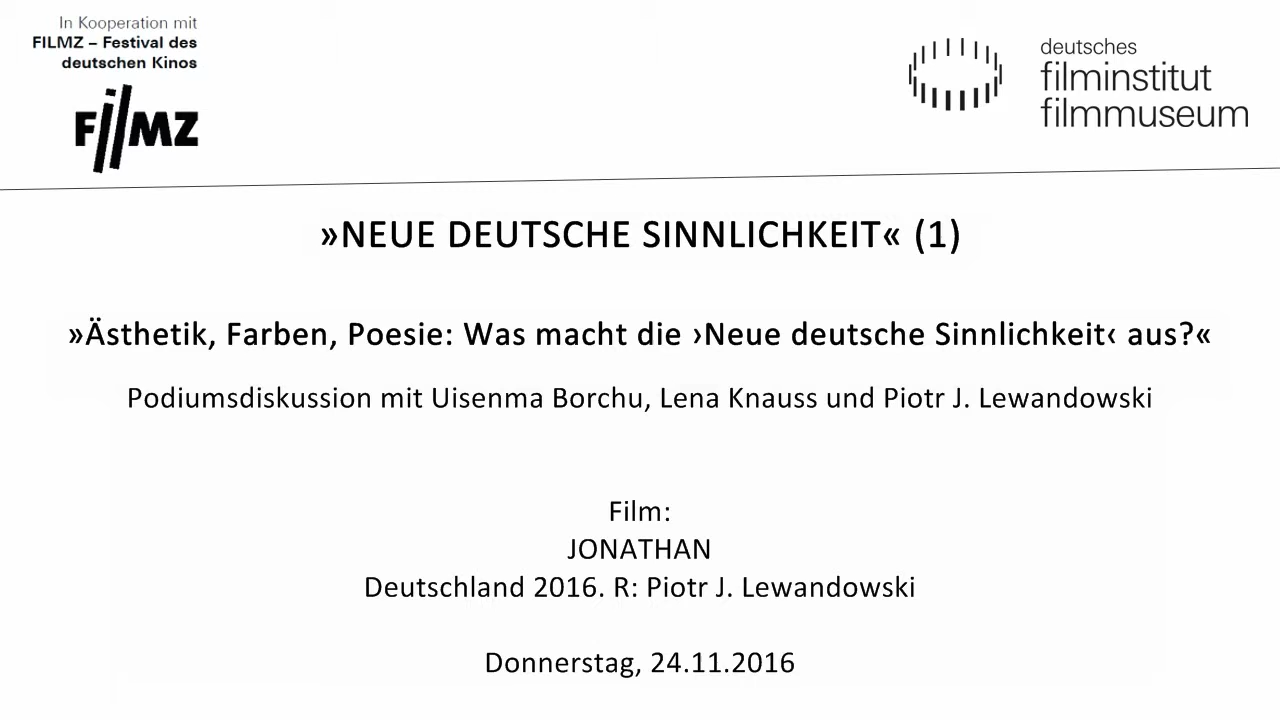 In Kooperation mit
FILMZ – Festival des
deutschen Kinos
FILMZ
deutsches
filminstitut
filmmuseum
»NEUE DEUTSCHE SINNLICHKEIT« (1)
»Ästhetik, Farben, Poesie: Was macht die ›Neue deutsche Sinnlichkeit‹ aus?«
Podiumsdiskussion mit Uisenma Borchu, Lena Knauss und Piotr J. Lewandowski
Film:
JONATHAN
Deutschland 2016. R: Piotr J. Lewandowski
Donnerstag, 24.11.2016